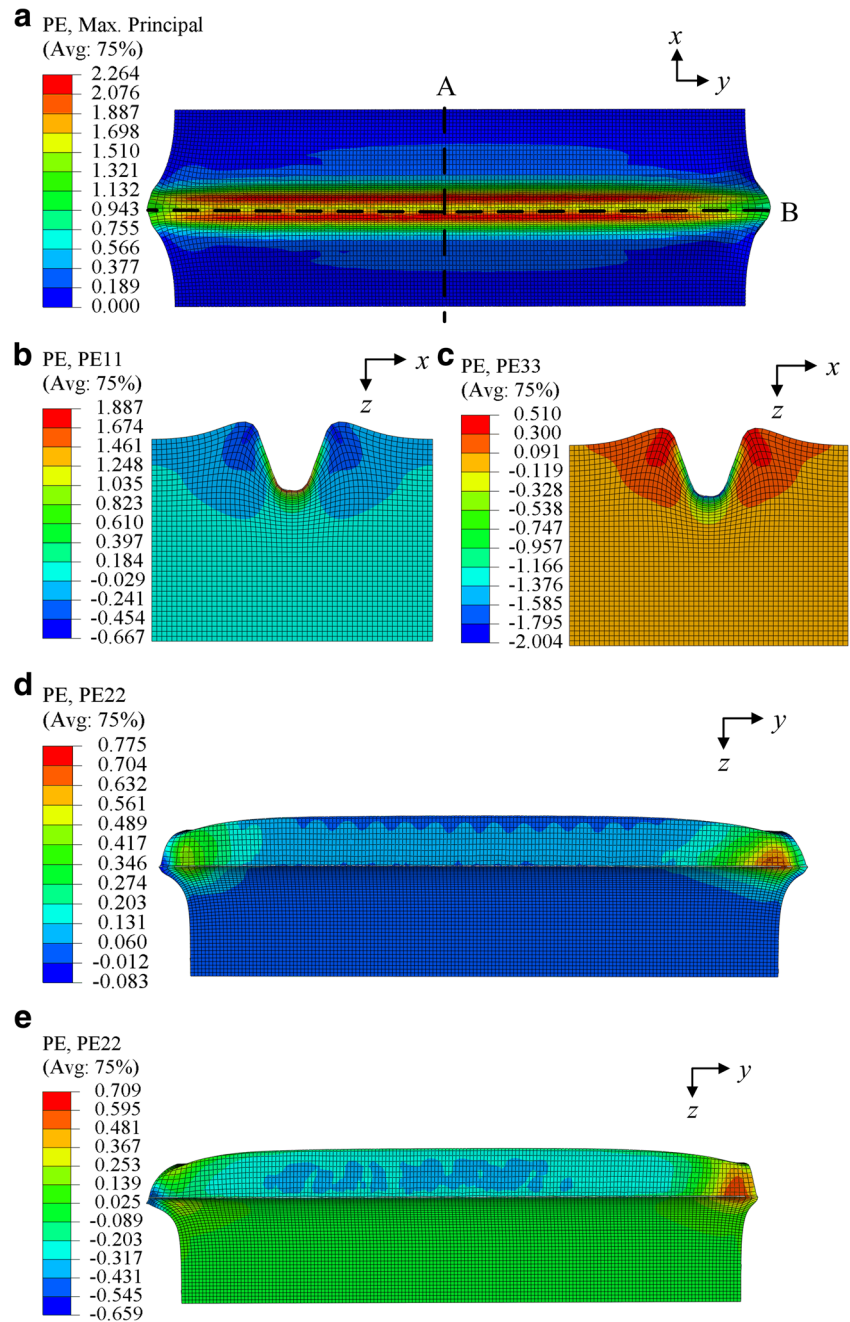 a
PE, Max. Principal
(Avg: 75%)
2.264
2.076
1.887
1.698
1.510
1.321
1.132
0.943
0.755
0.566
0.377
0.189
0.000
x
y
A
B
b
PE, PE11
(Avg: 75%)
1.887
1.674
1.461
1.248
1.035
0.823
0.610
0.397
0.184
-0.029
-0.241
-0.454
-0.667
x
z
c
PE, PE33
(Avg: 75%)
0.510
0.300
0.091
-0.119
-0.328
-0.538
-0.747
-0.957
-1.166
-1.376
-1.585
-1.795
-2.004
x
z
d
PE, PE22
(Avg: 75%)
0.775
0.704
0.632
0.561
0.489
0.417
0.346
0.274
0.203
0.131
0.060
-0.012
-0.083
y
z
e
PE, PE22
(Avg: 75%)
0.709
0.595
0.481
0.367
0.253
0.139
0.025
-0.089
-0.203
-0.317
-0.431
-0.545
-0.659
y
z